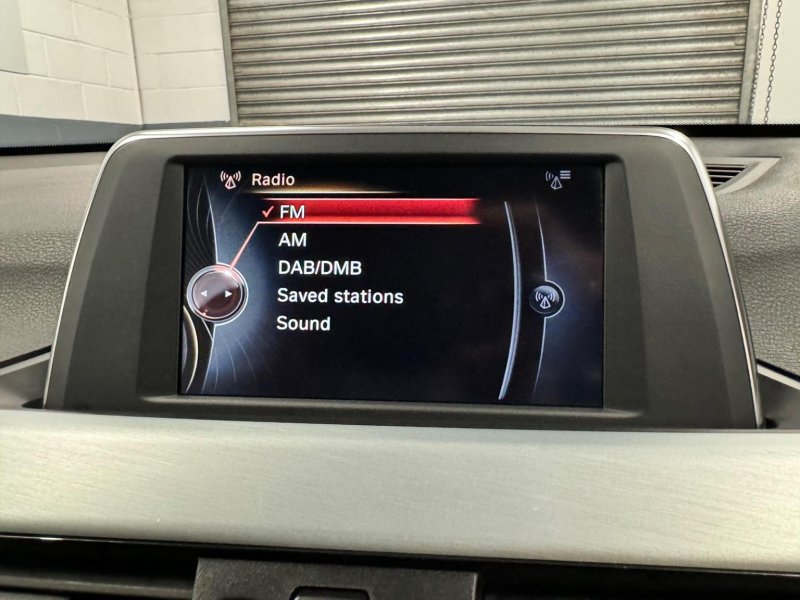 Radio
FM
AM
DAB/DMB
Saved stations
Sound